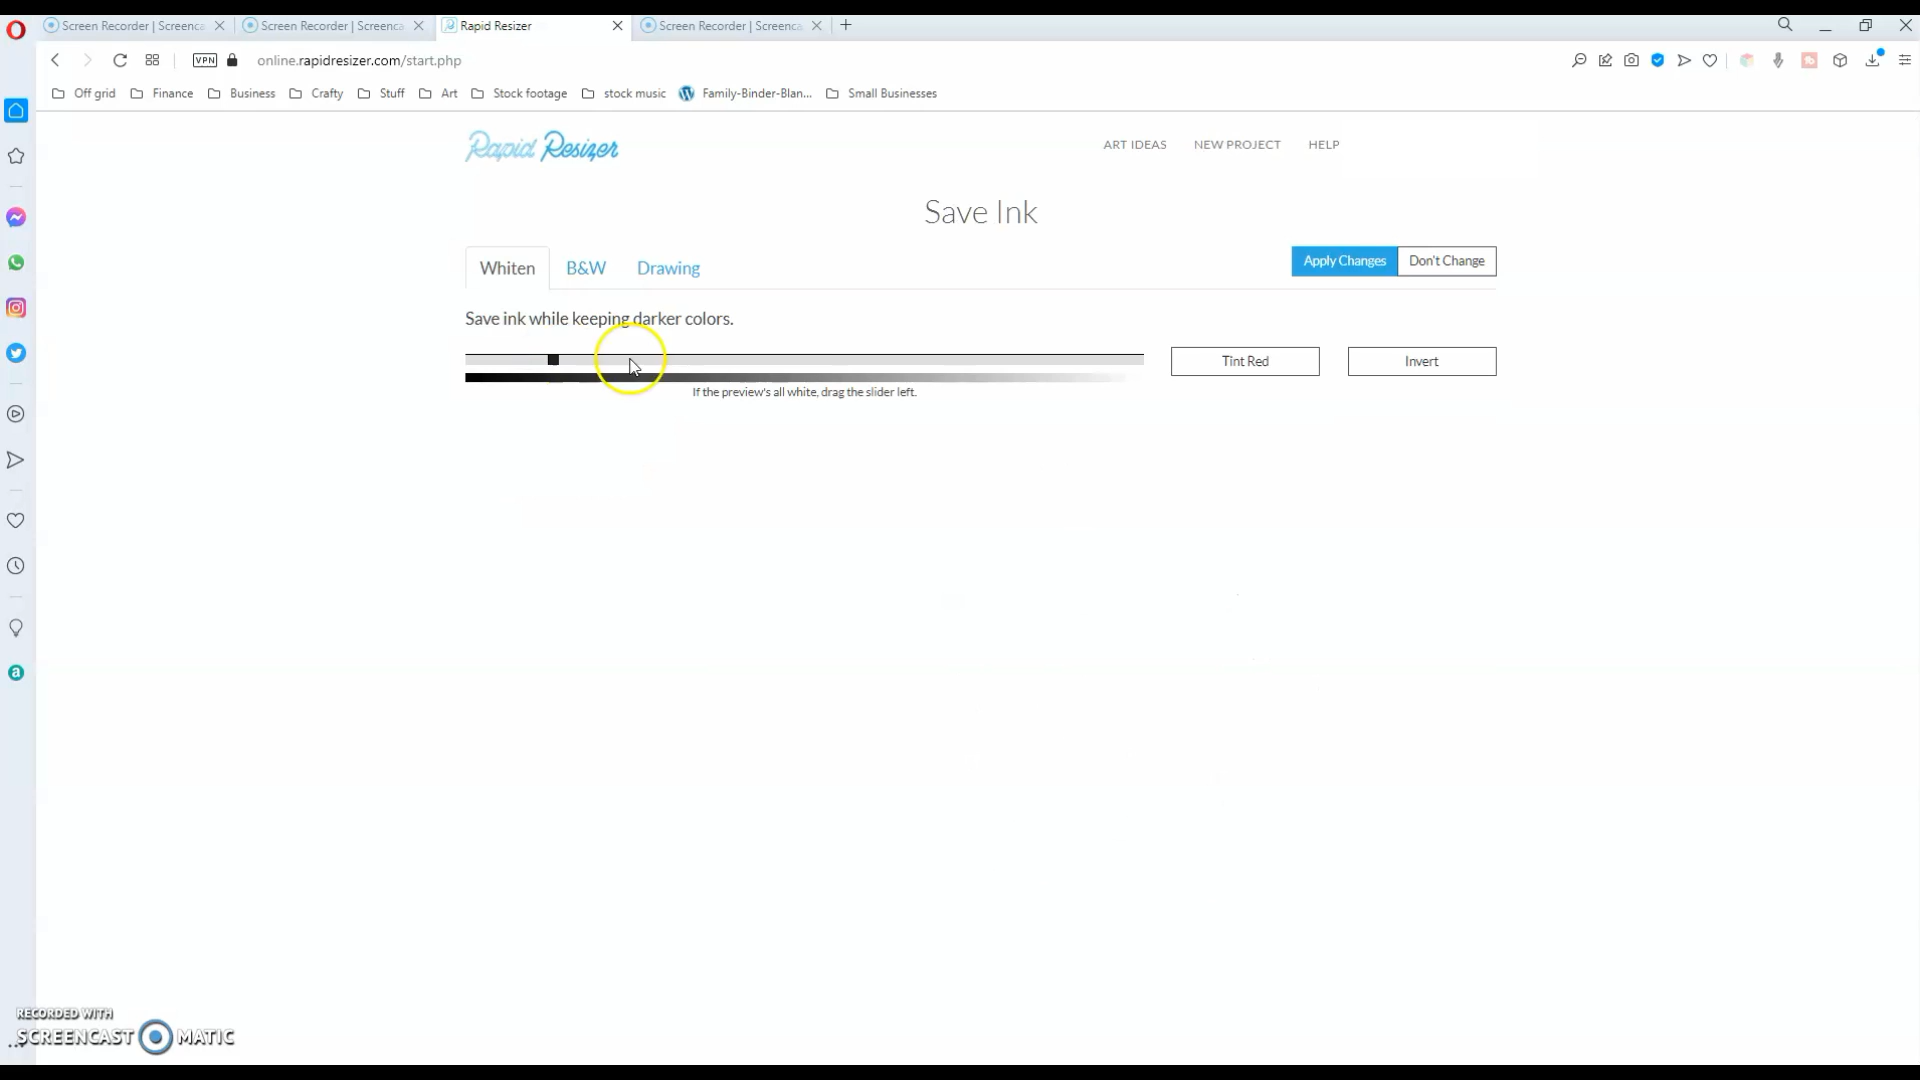 Screen Recorder | Screenca
Screen Recorder | Screenca
Rapid Resizer
Screen Recorder | Screenca
VPN
online.rapidresizer.com/start.php
Off grid
Finance
Business
Crafty
Stuff
Art
Stock footage
stock music
Family-Binder-Blan...
Small Businesses
Rapid Resizer
ART IDEAS
NEW PROJECT
HELP
Save Ink
Whiten
B&W
Drawing
Apply Changes
Don't Change
Save ink while keeping darker colors.
Tint Red
Invert
If the preview's all white, drag the slider left.
RECORDED WITH
SCREENCAST MATIC